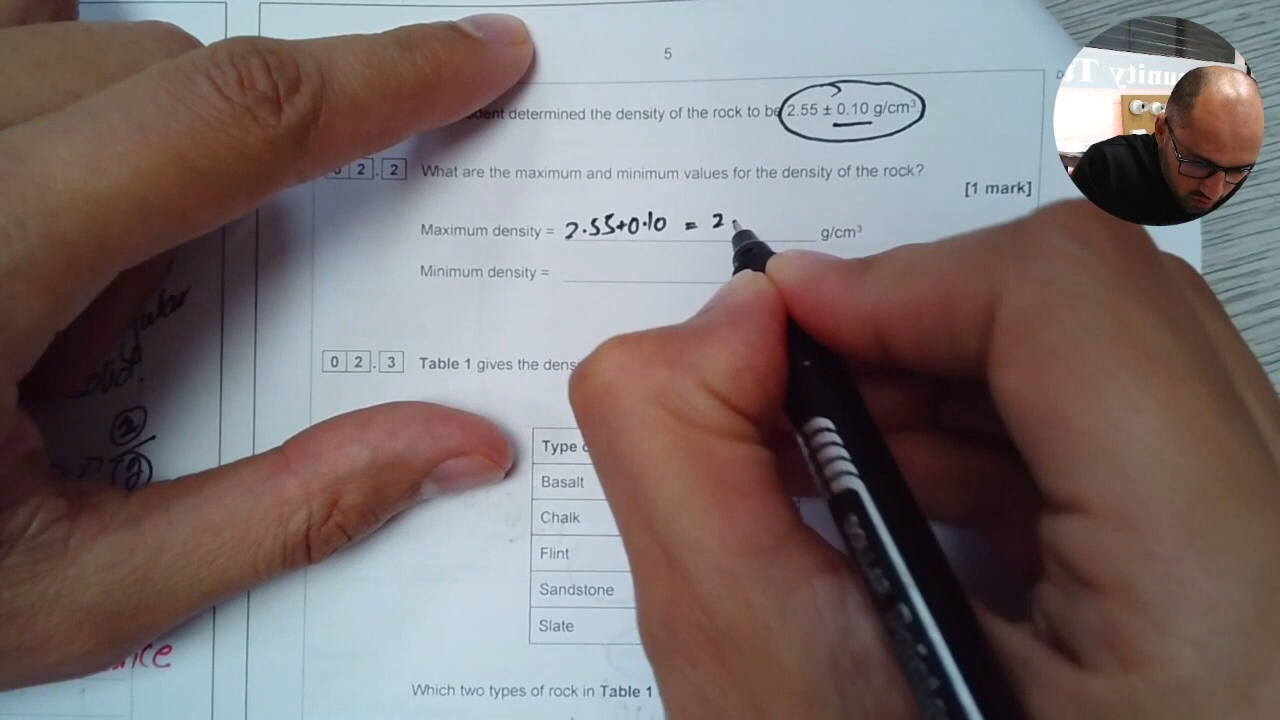 5
determined the density of the rock to be 2.55 ± 0.10 g/cm³
2 . 2 What are the maximum and minimum values for the density of the rock?
[1 mark]
Maximum density = 2.55+0.10 = 2. g/cm³
Minimum density =
0 2 . 3 Table 1 gives the
Type
Basalt
Chalk
Flint
Sandstone
Slate
Which two types of rock in Table 1